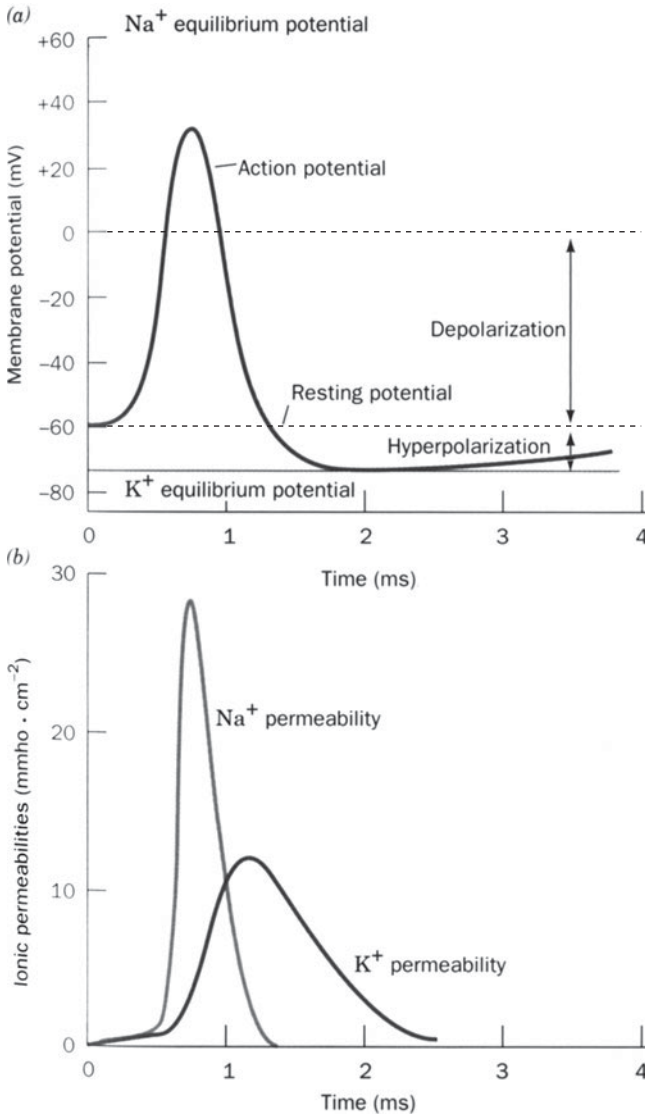 (a)
Na+ equilibrium potential
+60
+40
+20
0
−20
−40
−60
−80
Membrane potential (mV)
Action potential
Depolarization
Resting potential
Hyperpolarization
K+ equilibrium potential
0 1 2 3 4
Time (ms)
(b)
30
20
10
0
Ionic permeabilities (mmho · cm−2)
Na+ permeability
K+ permeability
0 1 2 3 4
Time (ms)